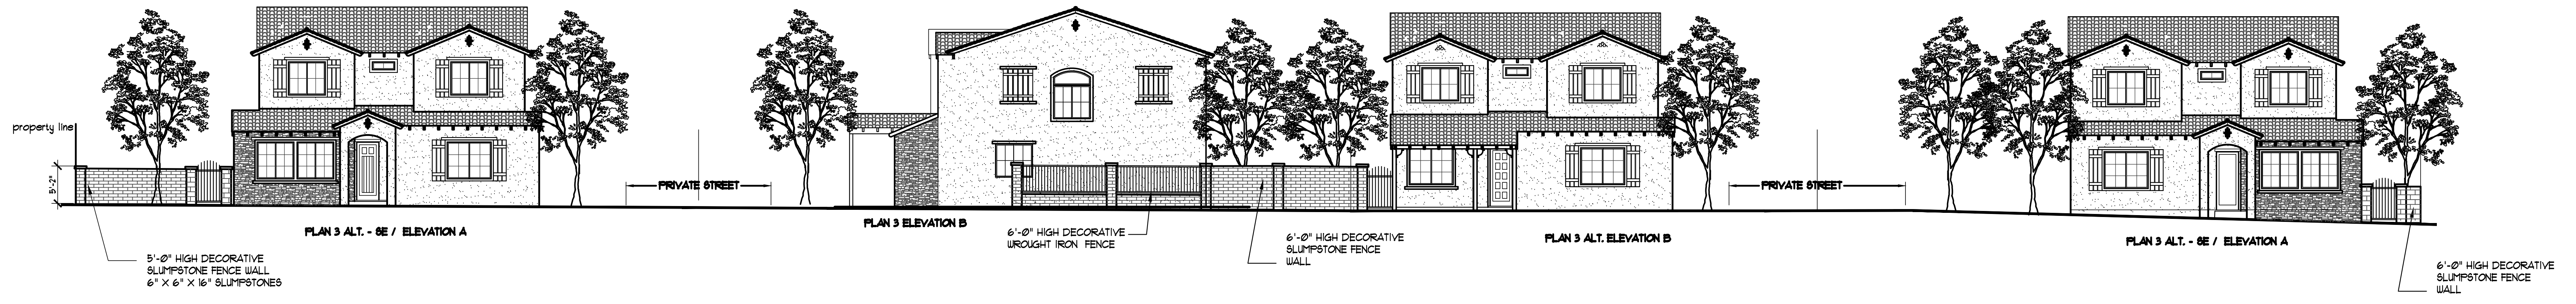 property line
5'-2"
PLAN 3 ALT. - SE / ELEVATION A
5'-0" HIGH DECORATIVE
SLUMPSTONE FENCE WALL
6" X 6" X 16" SLUMPSTONES
PRIVATE STREET
PLAN 3 ELEVATION B
6'-0" HIGH DECORATIVE
WROUGHT IRON FENCE
6'-0" HIGH DECORATIVE
SLUMPSTONE FENCE
WALL
PLAN 3 ALT. ELEVATION B
PRIVATE STREET
PLAN 3 ALT. - SE / ELEVATION A
6'-0" HIGH DECORATIVE
SLUMPSTONE FENCE
WALL